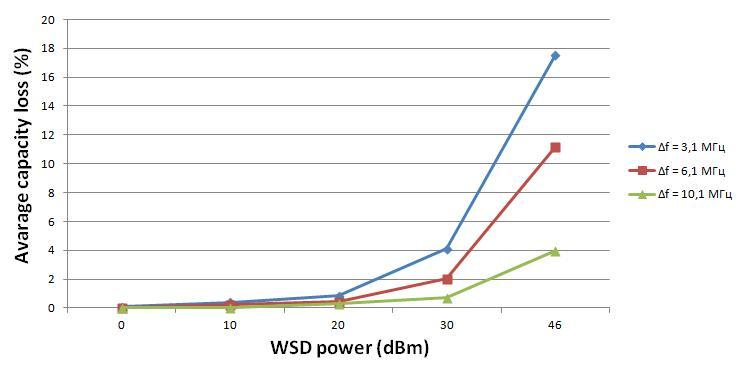 20
18
16
14
12
10
8
6
4
2
0
Avarage capacity loss (%)
0 10 20 30 46
WSD power (dBm)
Δf = 3,1 МГц
Δf = 6,1 МГц
Δf = 10,1 МГц